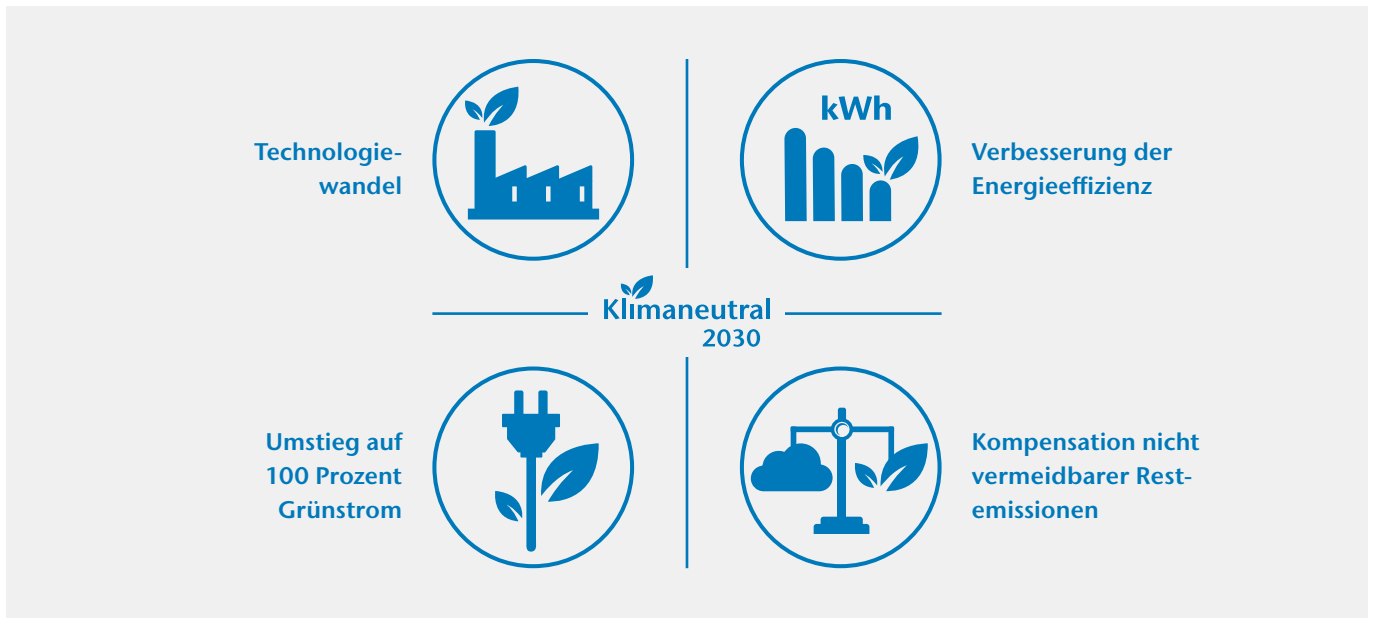 Technologie-
wandel
kWh
Verbesserung der
Energieeffizienz
Klimaneutral
2030
Umstieg auf
100 Prozent
Grünstrom
Kompensation nicht
vermeidbarer Rest-
emissionen